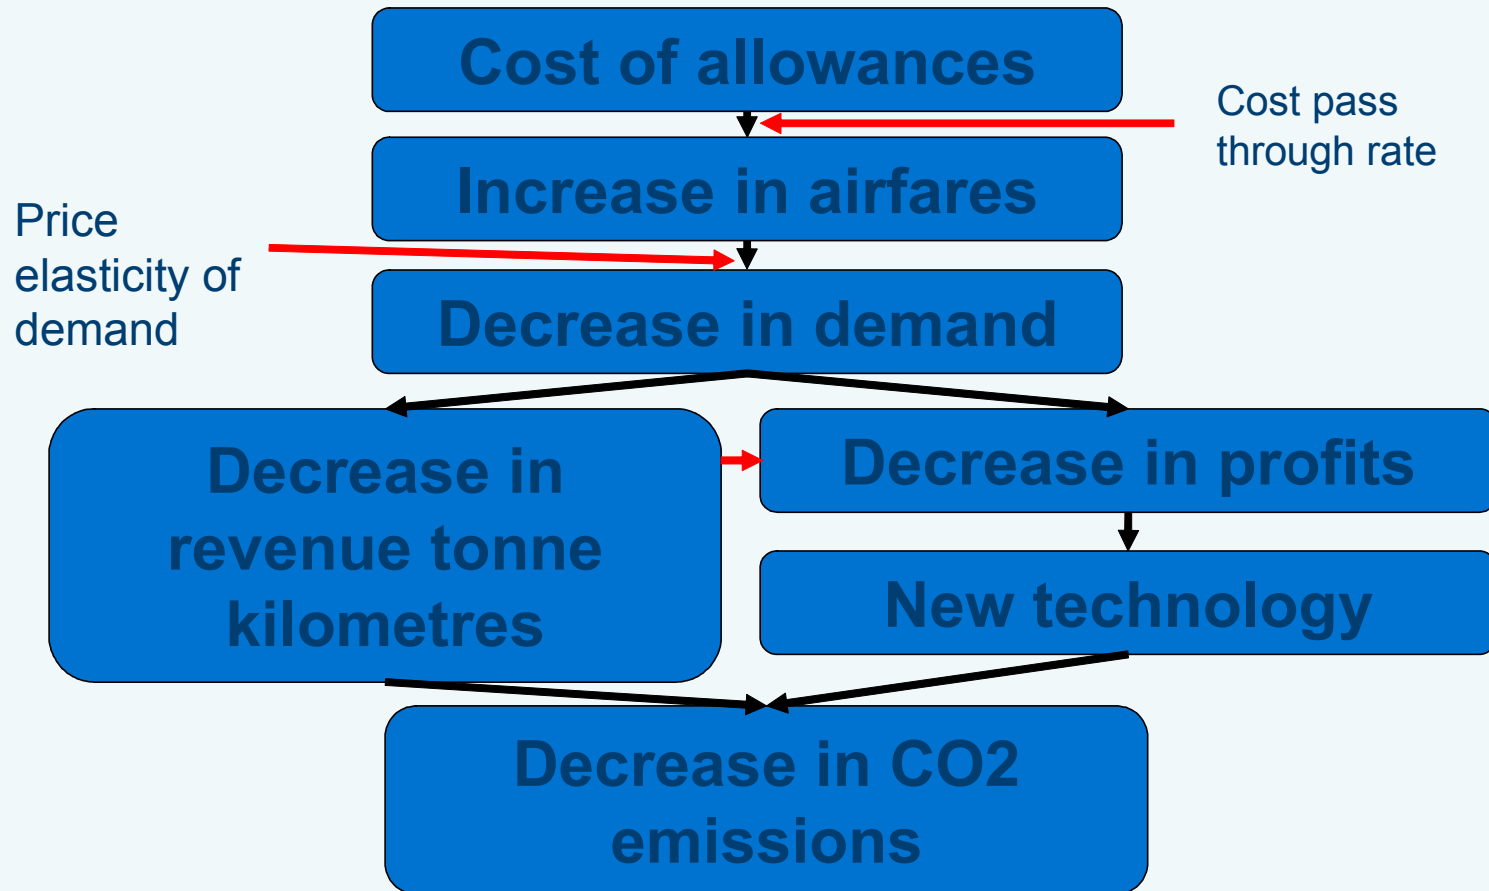 Cost of allowances
Cost pass
through rate
Increase in airfares
Price
elasticity of
demand
Decrease in demand
Decrease in
revenue tonne
kilometres
Decrease in profits
New technology
Decrease in CO2
emissions